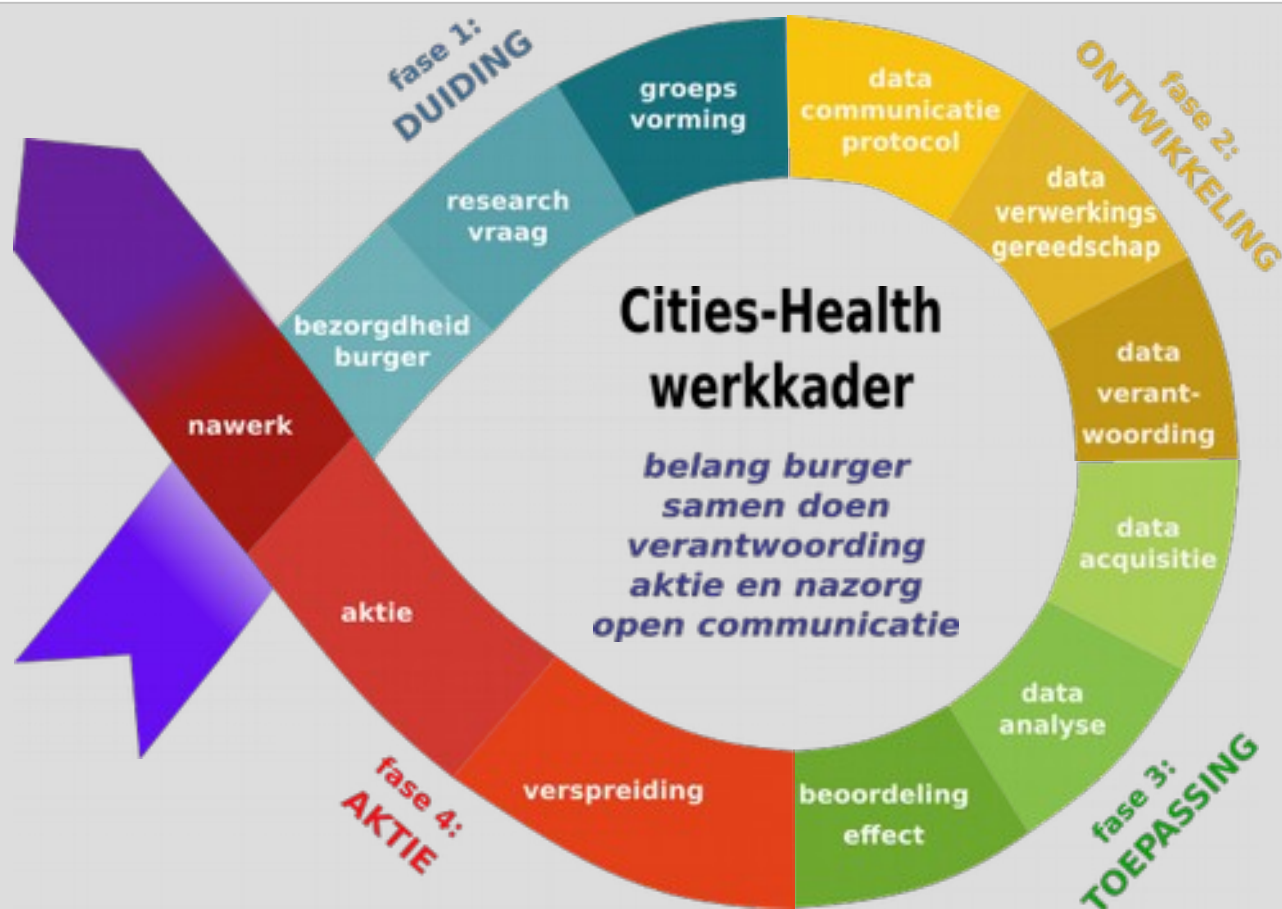 fase 1:
DUIDING
groeps
vorming
research
vraag
bezorgdheid
burger
data
communicatie
protocol
fase 2:
ONTWIKKELING
data
verwerkings
gereedschap
data
verant-
woording
Cities-Health
werkkader
belang burger
samen doen
verantwoording
aktie en nazorg
open communicatie
data
acquisitie
data
analyse
beoordeling
effect
fase 3:
TOEPASSING
verspreiding
aktie
nawerk
fase 4:
AKTIE